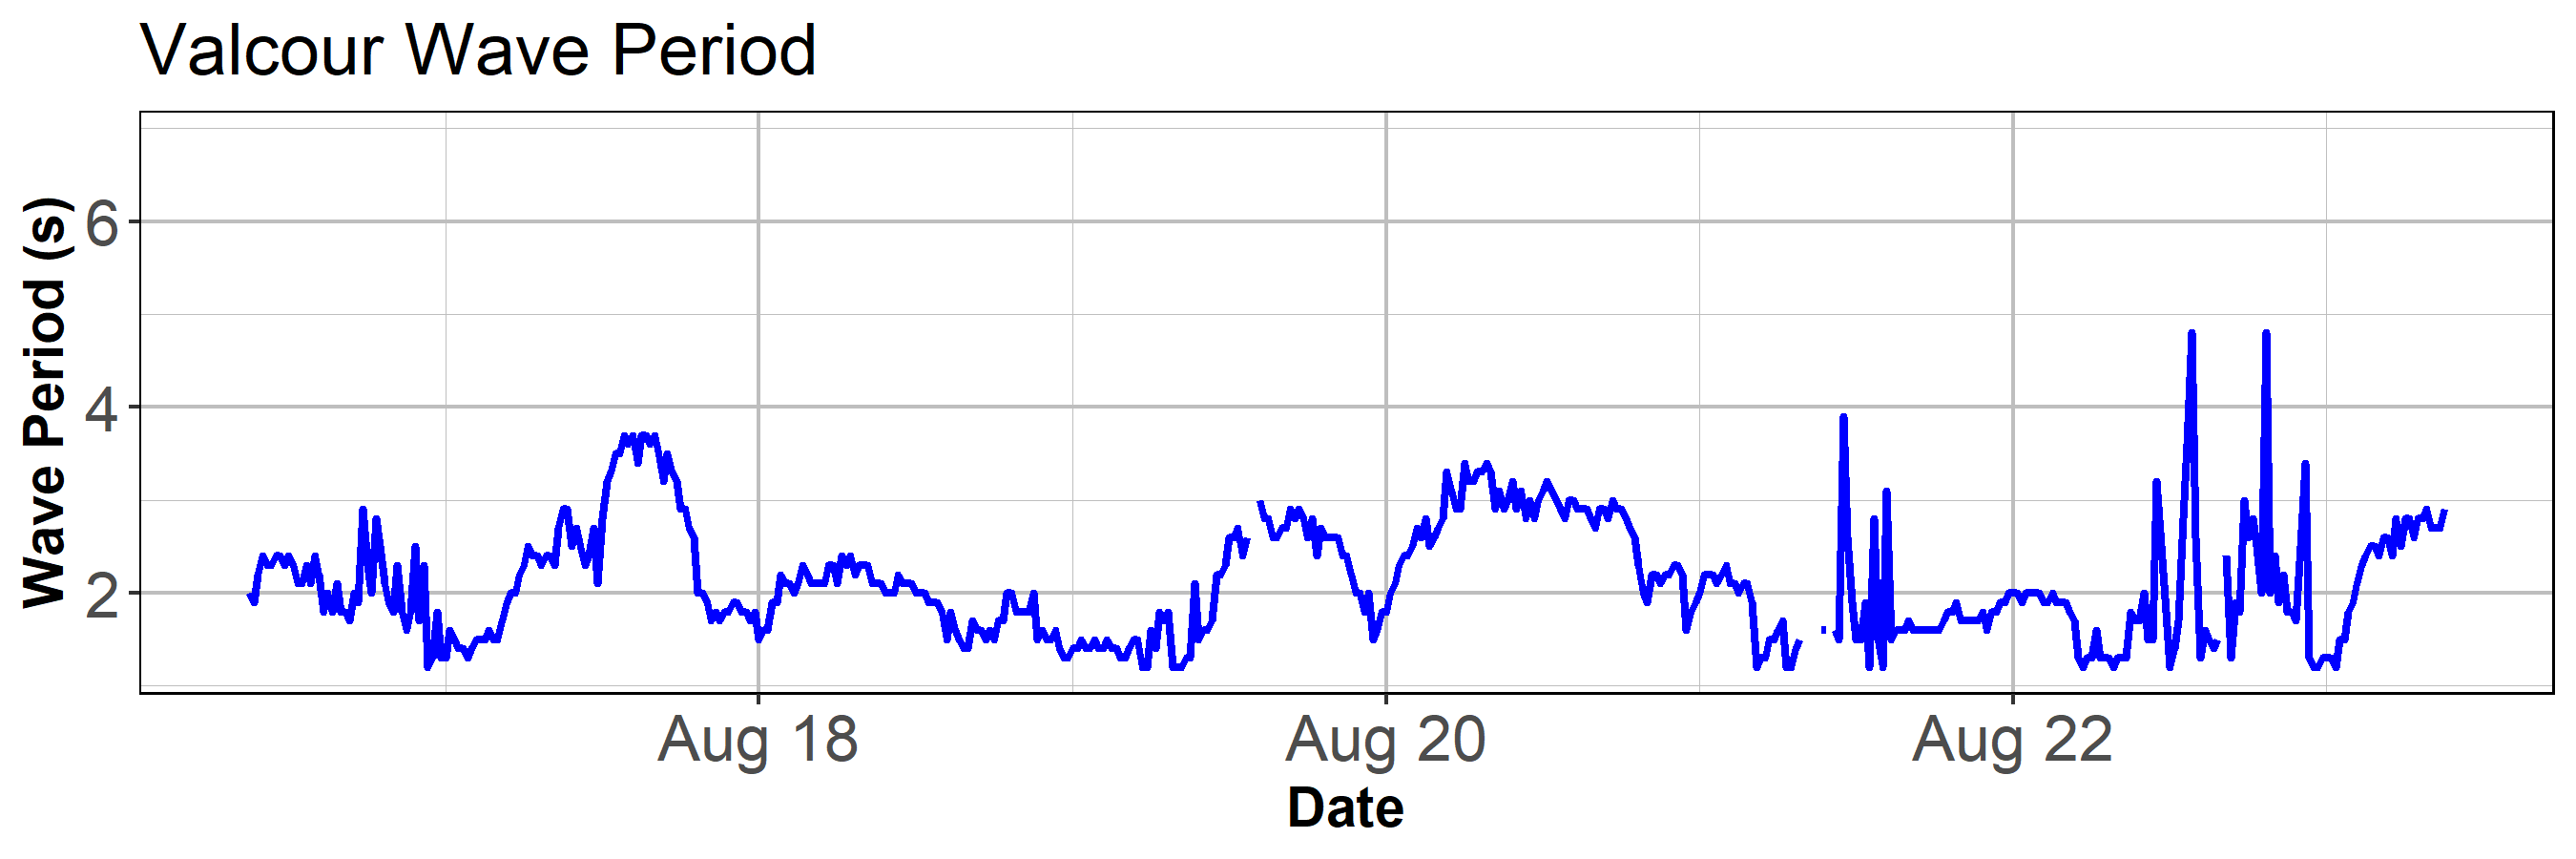 Valcour Wave Period
Wave Period (s)
6
4
2
Aug 18
Aug 20
Aug 22
Date